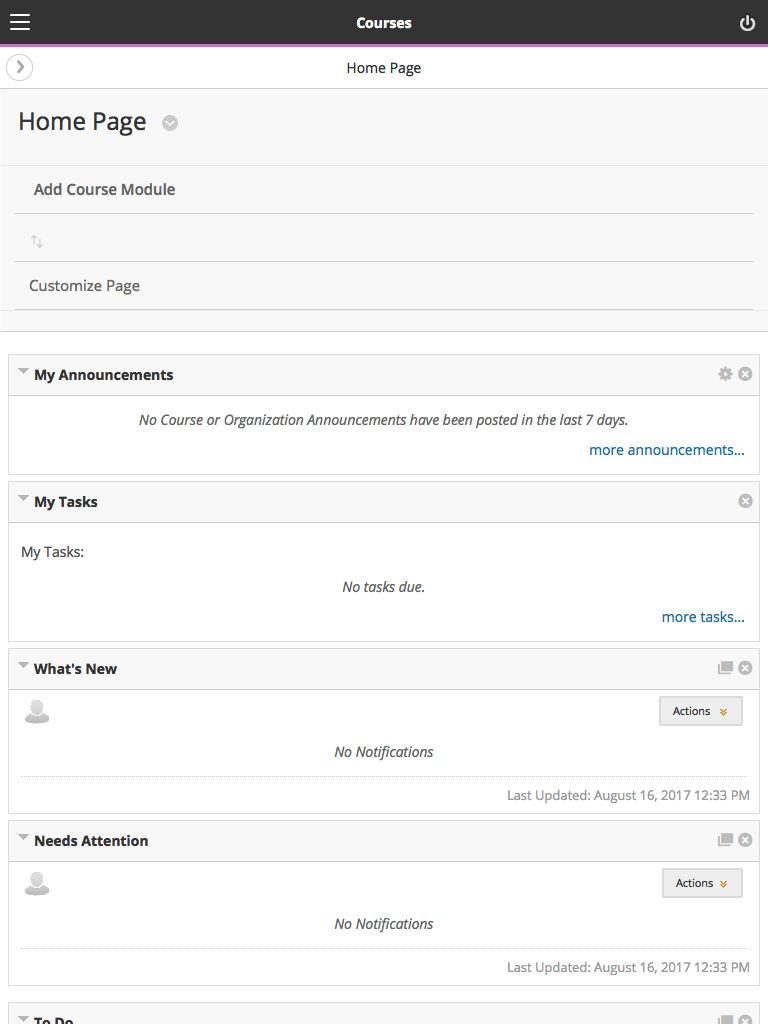 Courses
Home Page
Home Page
Add Course Module
Customize Page
My Announcements
No Course or Organization Announcements have been posted in the last 7 days.
more announcements...
My Tasks
My Tasks:
No tasks due.
more tasks...
What's New
Actions
No Notifications
Last Updated: August 16, 2017 12:33 PM
Needs Attention
Actions
No Notifications
Last Updated: August 16, 2017 12:33 PM
To Do